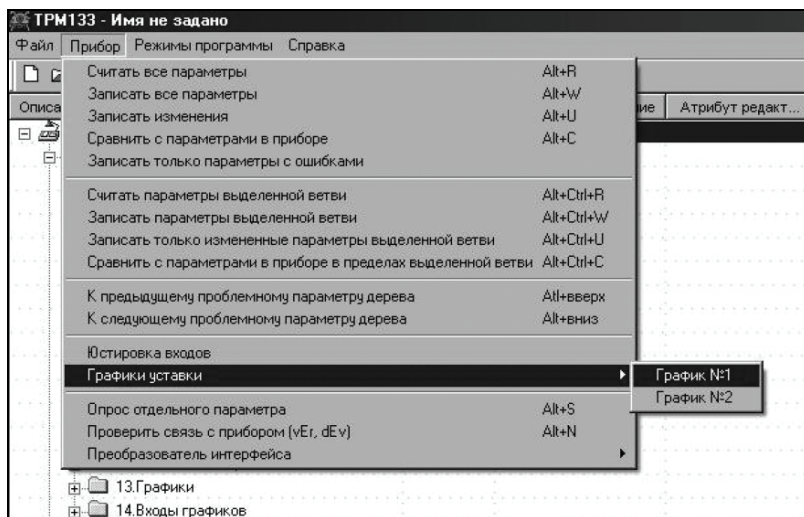 ТРМ133 - Имя не задано
Файл Прибор Режимы программы Справка
Считать все параметры Alt+R
Записать все параметры Alt+W
Описа ие Атрибут редакт...
Записать изменения Alt+U
Сравнить с параметрами в приборе Alt+C
Записать только параметры с ошибками
Считать параметры выделенной ветви Alt+Ctrl+R
Записать параметры выделенной ветви Alt+Ctrl+W
Записать только измененные параметры выделенной ветви Alt+Ctrl+U
Сравнить с параметрами в приборе в пределах выделенной ветви Alt+Ctrl+C
К предыдущему проблемному параметру дерева Atl+вверх
К следующему проблемному параметру дерева Alt+вниз
Юстировка входов
Графики уставки График №1
График №2
Опрос отдельного параметра Alt+S
Проверить связь с прибором (vEr, dEv) Alt+N
Преобразователь интерфейса
13.Графики
14.Входы графиков